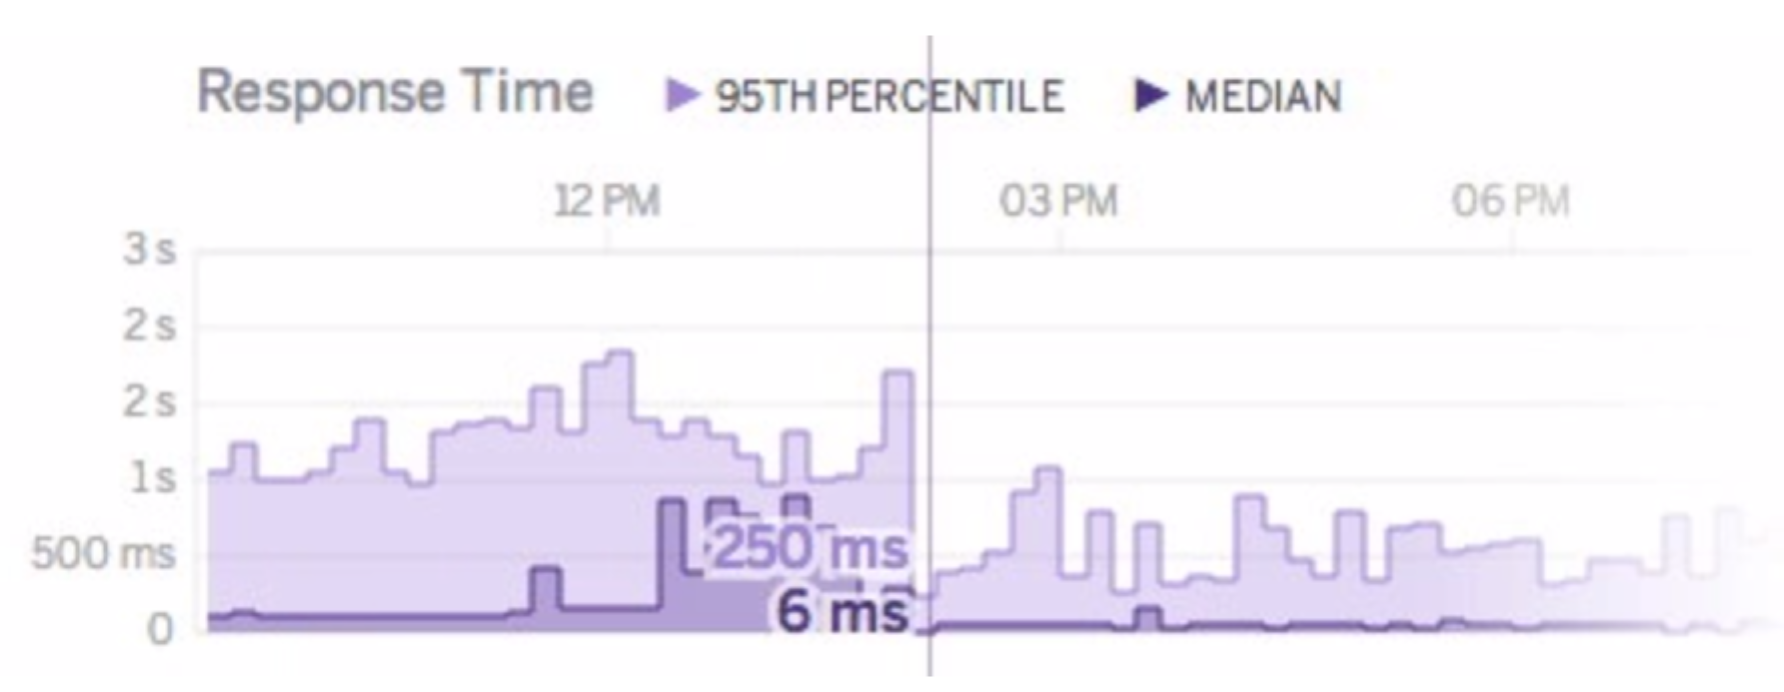 Response Time 95TH PERCENTILE MEDIAN
12 PM 03 PM 06 PM
3 s
2 s
2 s
1 s
500 ms
250 ms
6 ms
0